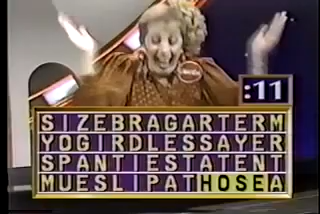 :11
SIZEBRAGARTERM
YOGIRDLESSAYER
SPANTIESTATENT
MUESLIPATHOSEA